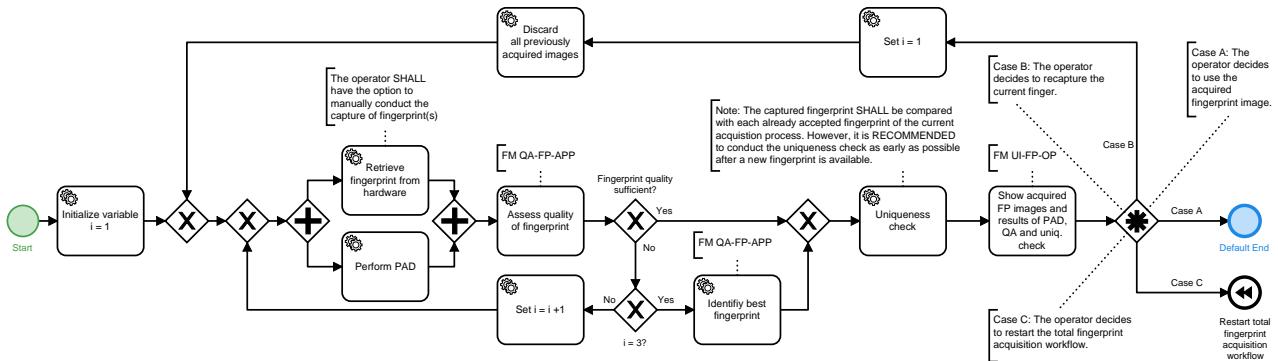 Discard
all previously
acquired images
Set i = 1
Case B: The operator
decides to recapture the
current finger.
Case A: The
operator decides
to use the
acquired
fingerprint image.
The operator SHALL
have the option to
manually conduct the
capture of fingerprint(s)
Note: The captured fingerprint SHALL be compared
with each already accepted fingerprint of the current
acquistion process. However, it is RECOMMENDED
to conduct the uniqueness check as early as possible
after a new fingerprint is available.
Case B
FM QA-FP-APP
FM UI-FP-OP
Retrieve
fingerprint from
hardware
Fingerprint quality
sufficient?
Initialize variable
i = 1
X
X
Assess quality
of fingerprint
X
Yes
X
Uniqueness
check
Show acquired
FP images and
results of PAD,
QA and uniq.
check
Case A
Start
Default End
No
FM QA-FP-APP
Perform PAD
Set i = i +1
No
X
Yes
Identifiy best
fingerprint
Case C
i = 3?
Case C: The operator decides
to restart the total fingerprint
acquisition workflow.
Restart total
fingerprint
acquisition
workflow